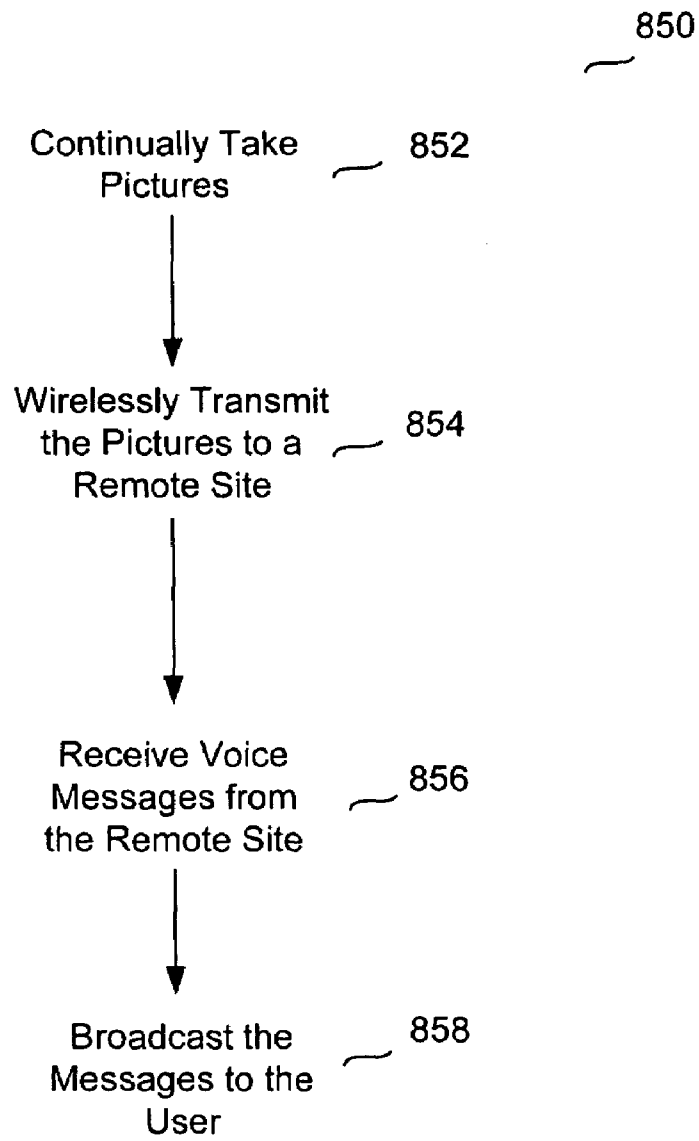 850
Continually Take
Pictures
852
Wirelessly Transmit
the Pictures to a
Remote Site
854
Receive Voice
Messages from
the Remote Site
856
Broadcast the
Messages to the
User
858